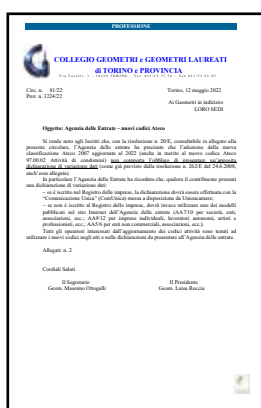 PROFESSIONE
COLLEGIO GEOMETRI e GEOMETRI LAUREATI
di TORINO e PROVINCIA
Circ. n. 81/22
Torino, 12 maggio 2022
Prot. n. 3224/22
Ai Geometri in indirizzo
LORO SEDI
Oggetto: Agenzia delle Entrate – nuovi codici Ateco
Si rende noto agli Iscritti che, con la risoluzione n. 20/E, consultabile in allegato alla
presente circolare, l'Agenzia delle entrate ha precisato che l'adozione della nuova
classificazione Ateco 2007 aggiornata al 2022 (anche in merito al nuovo codice Ateco
97.00.02 Attività di condomini) non comporta l'obbligo di presentare un'apposita
dichiarazione di variazione dati (come già previsto dalla risoluzione n. 262/E del 24.6.2008,
anch'essa allegata).
In particolare l'Agenzia delle Entrate ha ricordato che, qualora il contribuente presenti
una dichiarazione di variazione dati:
– se è iscritto nel Registro delle imprese, la dichiarazione dovrà essere effettuata con la
"Comunicazione Unica" (ComUnica) messa a disposizione da Unioncamere;
– se non è iscritto al Registro delle imprese, dovrà invece utilizzare uno dei modelli
pubblicati sul sito Internet dell'Agenzia delle entrate (AA7/10 per società, enti,
associazioni, ecc.; AA9/12 per imprese individuali, lavoratori autonomi, artisti e
professionisti, ecc.; AA5/6 per enti non commerciali, associazioni, ecc.).
Tutti gli operatori interessati dall'aggiornamento dei codici attività sono tenuti ad
utilizzare i nuovi codici negli atti e nelle dichiarazioni da presentare all'Agenzia delle entrate.
Allegati: n. 2
Cordiali Saluti
Il Segretario
Il Presidente
Geom. Massimo Ottogalli
Geom. Luisa Roccia